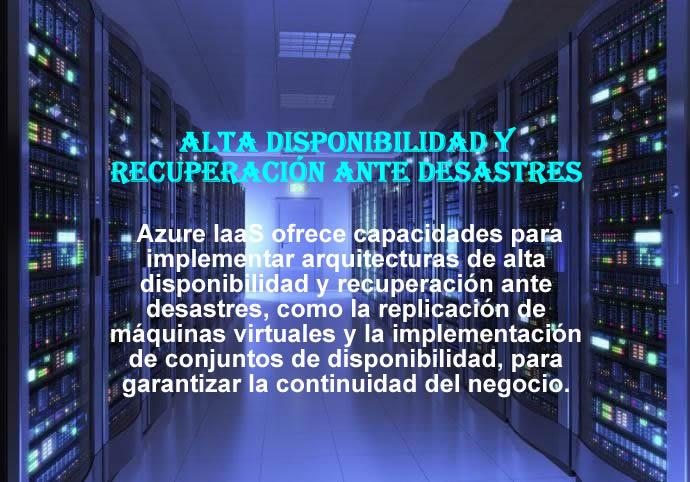 ALTA DISPONIBILIDAD Y
RECUPERACIÓN ANTE DESASTRES
Azure IaaS ofrece capacidades para
implementar arquitecturas de alta
disponibilidad y recuperación ante
desastres, como la replicación de
máquinas virtuales y la implementación
de conjuntos de disponibilidad, para
garantizar la continuidad del negocio.